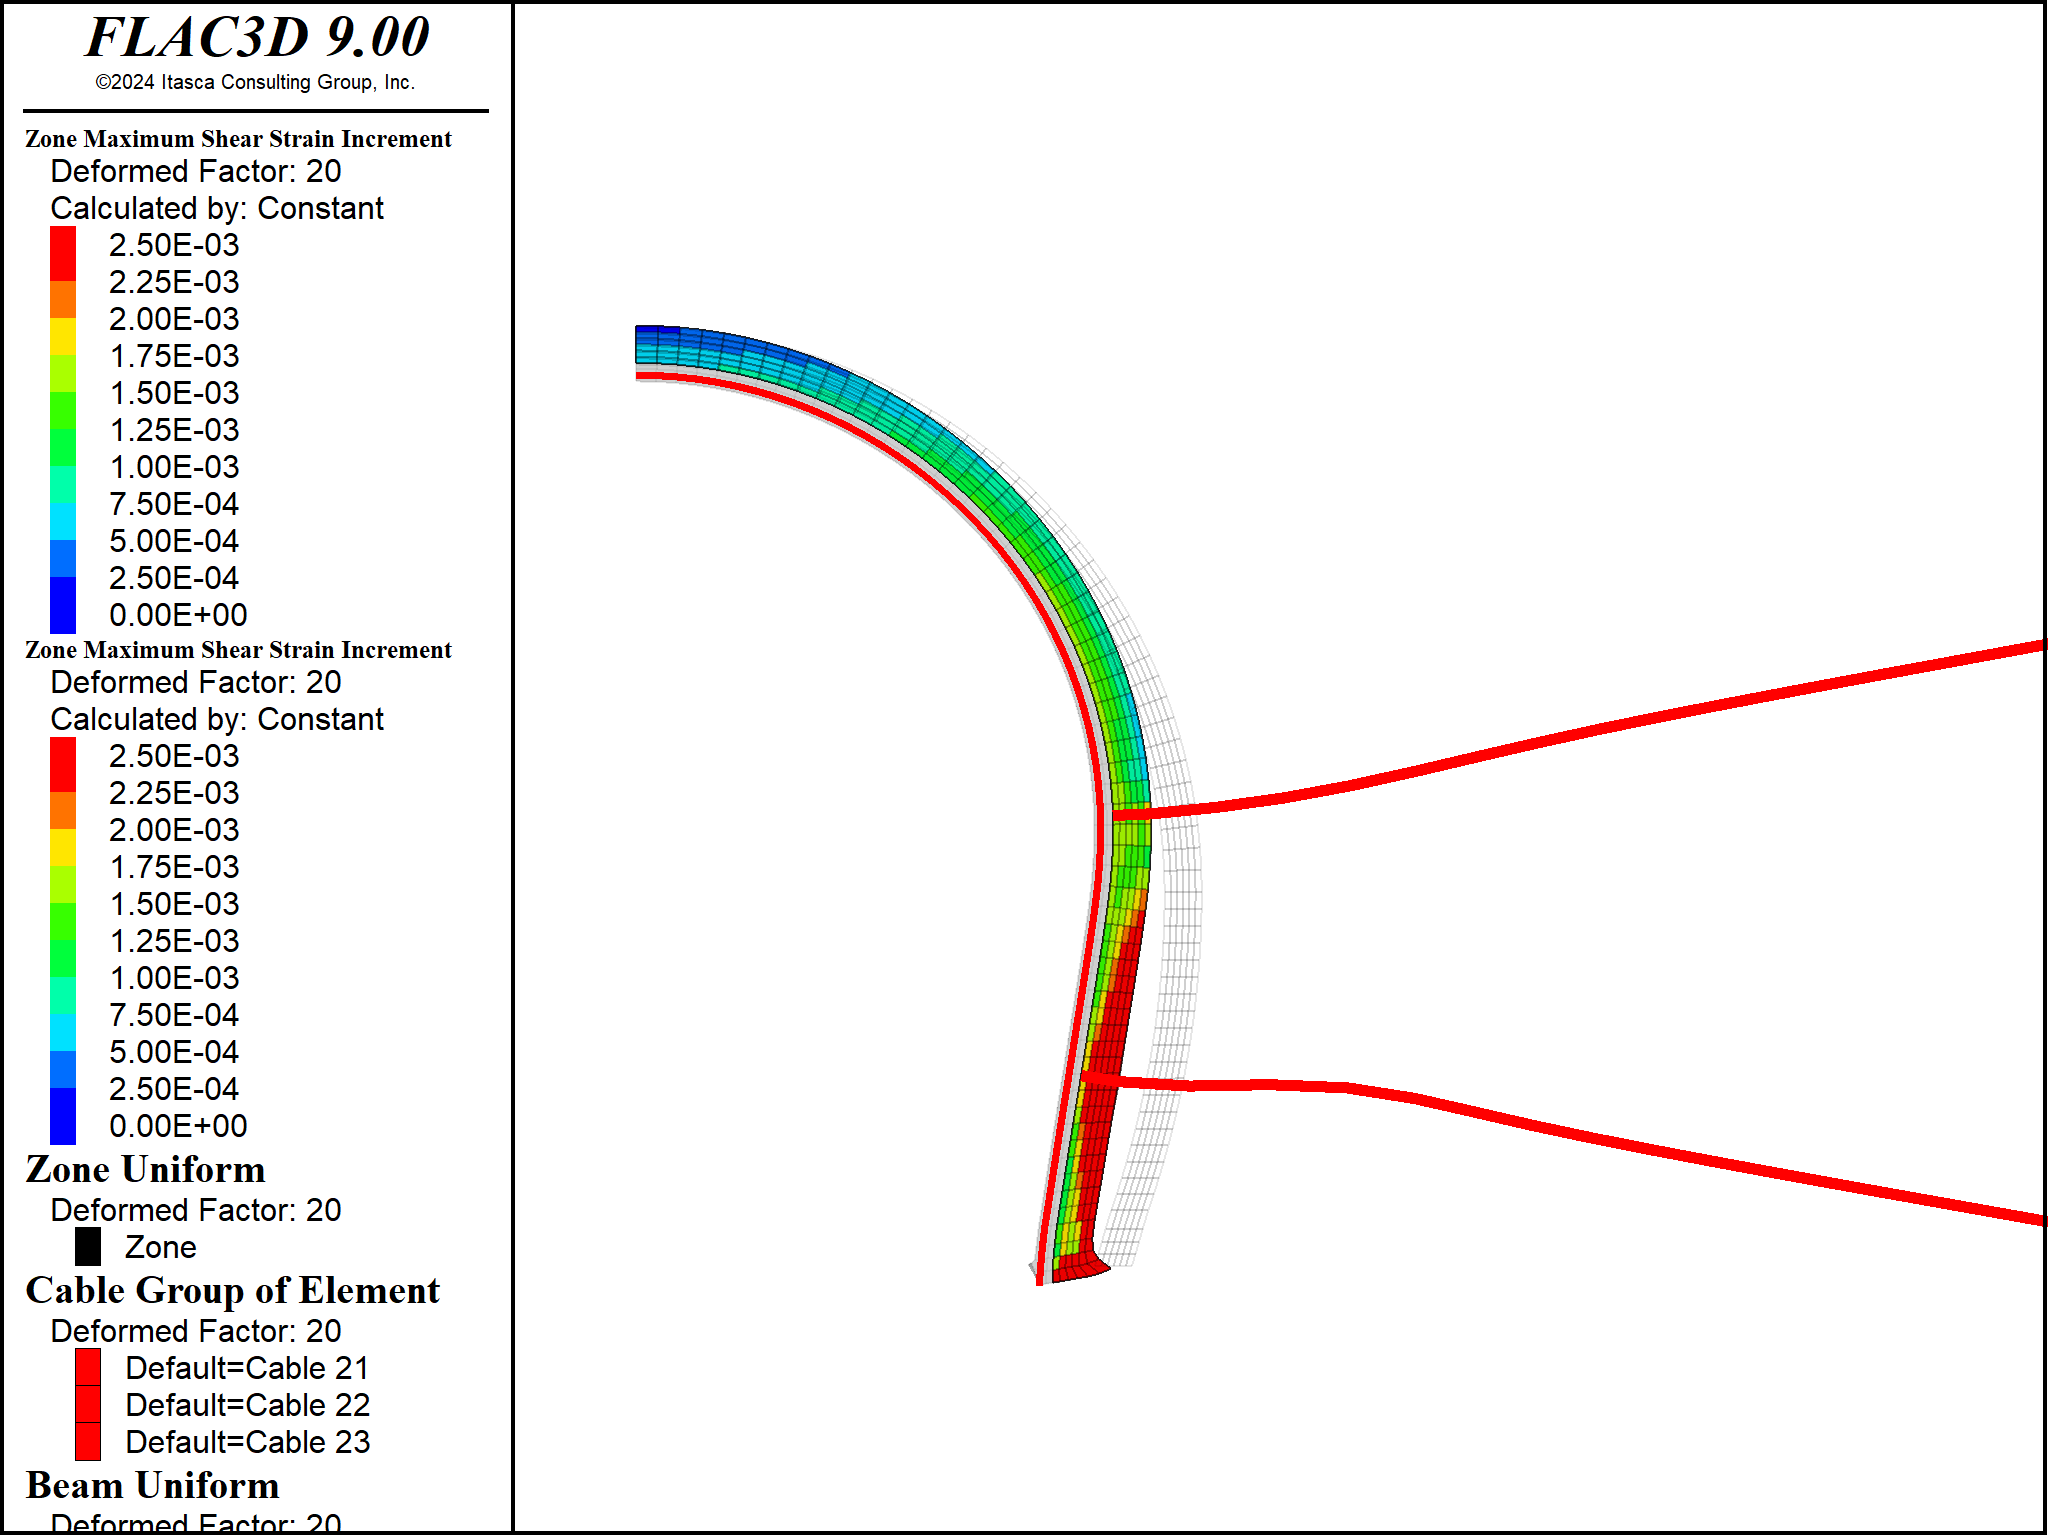 FLAC3D 9.00
©2024 Itasca Consulting Group, Inc.
Zone Maximum Shear Strain Increment
Deformed Factor: 20
Calculated by: Constant
2.50E-03
2.25E-03
2.00E-03
1.75E-03
1.50E-03
1.25E-03
1.00E-03
7.50E-04
5.00E-04
2.50E-04
0.00E+00
Zone Maximum Shear Strain Increment
Deformed Factor: 20
Calculated by: Constant
2.50E-03
2.25E-03
2.00E-03
1.75E-03
1.50E-03
1.25E-03
1.00E-03
7.50E-04
5.00E-04
2.50E-04
0.00E+00
Zone Uniform
Deformed Factor: 20
Zone
Cable Group of Element
Deformed Factor: 20
Default=Cable 21
Default=Cable 22
Default=Cable 23
Beam Uniform
Deformed Factor: 20